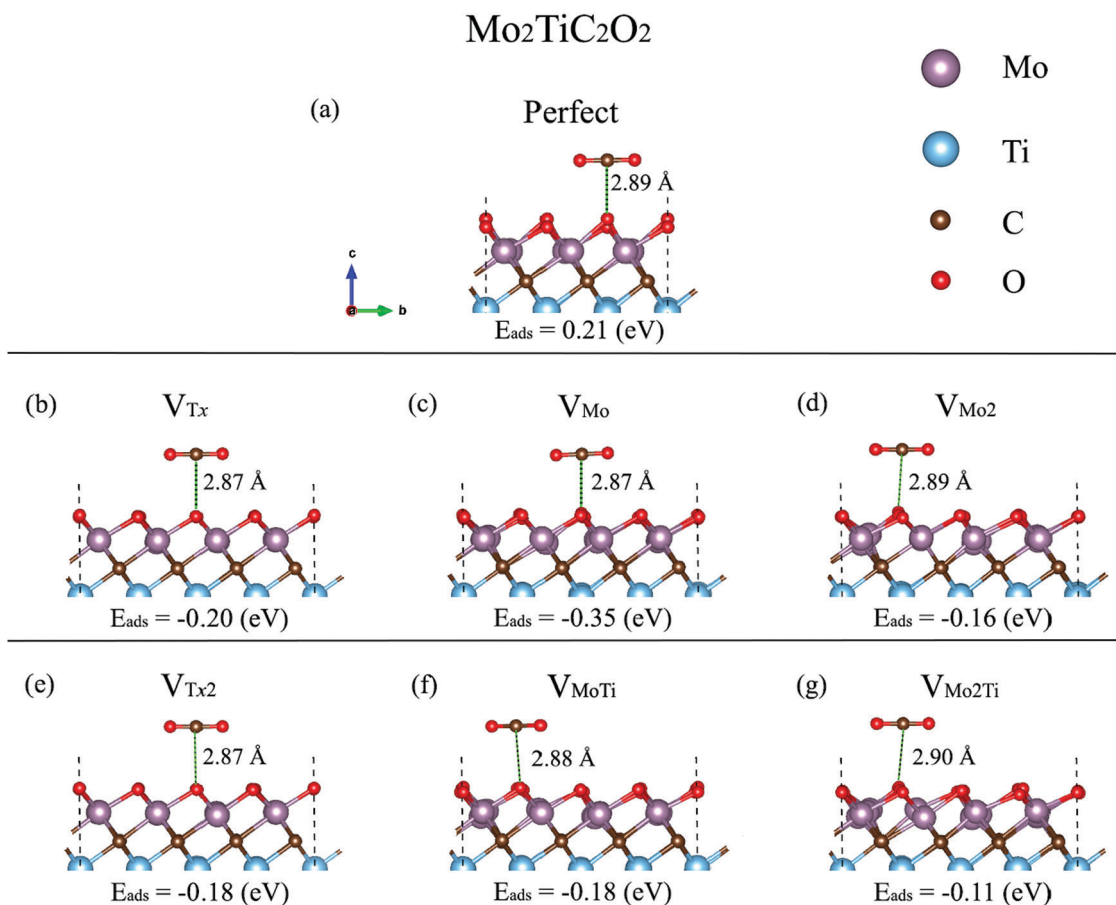 Mo2TiC2O2
Mo
Ti
C
O
(a)
Perfect
2.89 Å
c
a
b
Eads = 0.21 (eV)
(b)
VTx
2.87 Å
Eads = -0.20 (eV)
(c)
VMo
2.87 Å
Eads = -0.35 (eV)
(d)
VMo2
2.89 Å
Eads = -0.16 (eV)
(e)
VTx2
2.87 Å
Eads = -0.18 (eV)
(f)
VMoTi
2.88 Å
Eads = -0.18 (eV)
(g)
VMo2Ti
2.90 Å
Eads = -0.11 (eV)